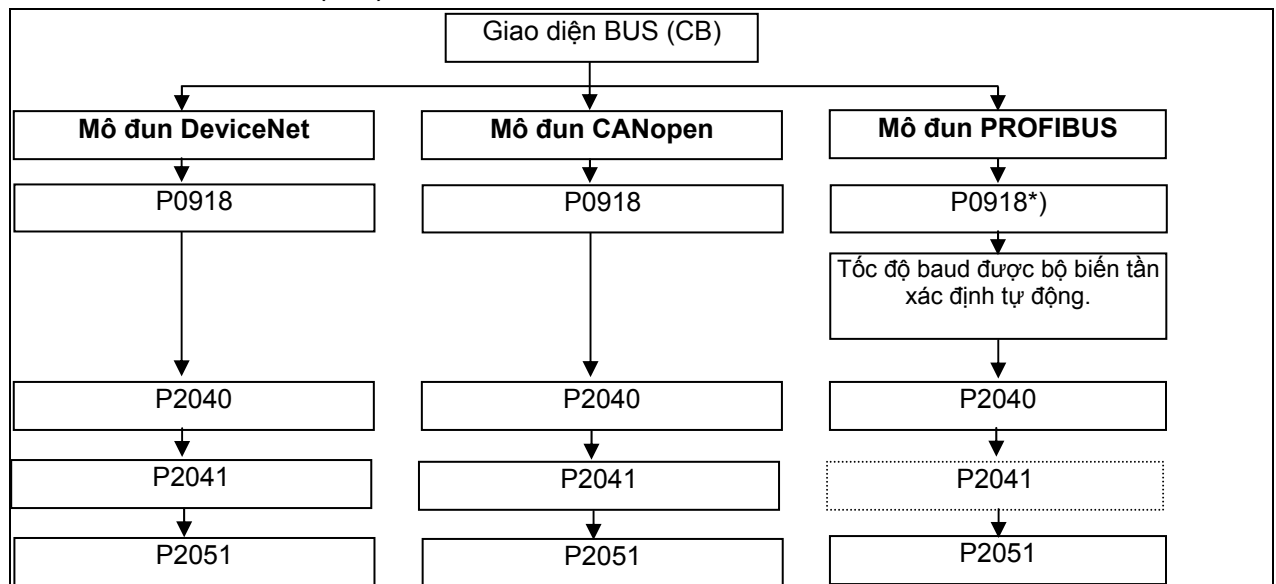 Giao diện BUS (CB)
Mô đun DeviceNet
Mô đun CANopen
Mô đun PROFIBUS
P0918
P0918
P0918*)
Tốc độ baud được bộ biến tần
xác định tự động.
P2040
P2040
P2040
P2041
P2041
P2041
P2051
P2051
P2051